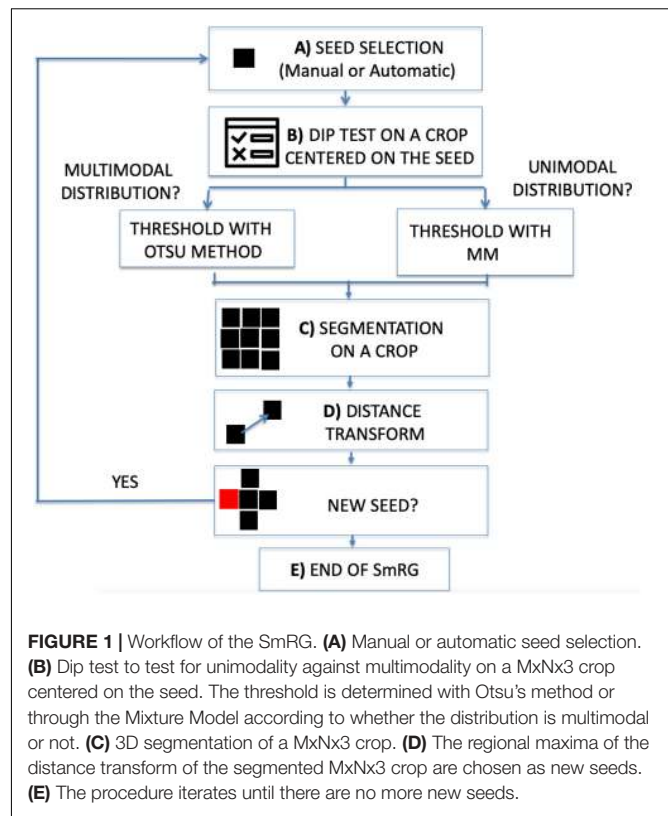 A) SEED SELECTION
(Manual or Automatic)
B) DIP TEST ON A CROP
CENTERED ON THE SEED
MULTIMODAL
DISTRIBUTION?
UNIMODAL
DISTRIBUTION?
THRESHOLD WITH
OTSU METHOD
THRESHOLD WITH
MM
C) SEGMENTATION
ON A CROP
D) DISTANCE
TRANSFORM
YES
NEW SEED?
E) END OF SmRG
FIGURE 1 | Workflow of the SmRG. (A) Manual or automatic seed selection.
(B) Dip test to test for unimodality against multimodality on a MxNx3 crop
centered on the seed. The threshold is determined with Otsu's method or
through the Mixture Model according to whether the distribution is multimodal
or not. (C) 3D segmentation of a MxNx3 crop. (D) The regional maxima of the
distance transform of the segmented MxNx3 crop are chosen as new seeds.
(E) The procedure iterates until there are no more new seeds.